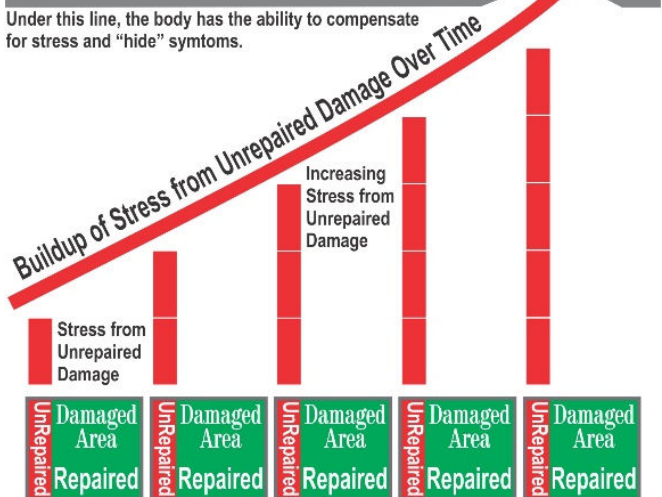 Under this line, the body has the ability to compensate
for stress and “hide” symtoms.
Buildup of Stress from Unrepaired Damage Over Time
Increasing
Stress from
Unrepaired
Damage
Stress from
Unrepaired
Damage
UnRepaired
Damaged
Area
Repaired
UnRepaired
Damaged
Area
Repaired
UnRepaired
Damaged
Area
Repaired
UnRepaired
Damaged
Area
Repaired
UnRepaired
Damaged
Area
Repaired